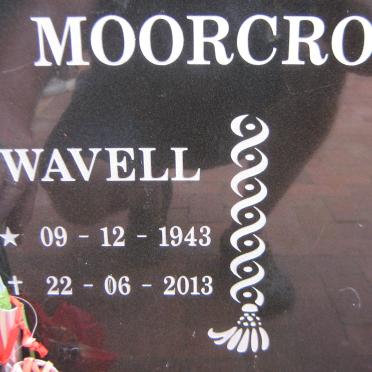 MOORCRO
WAVELL
★ 09 - 12 - 1943
✝ 22 - 06 - 2013